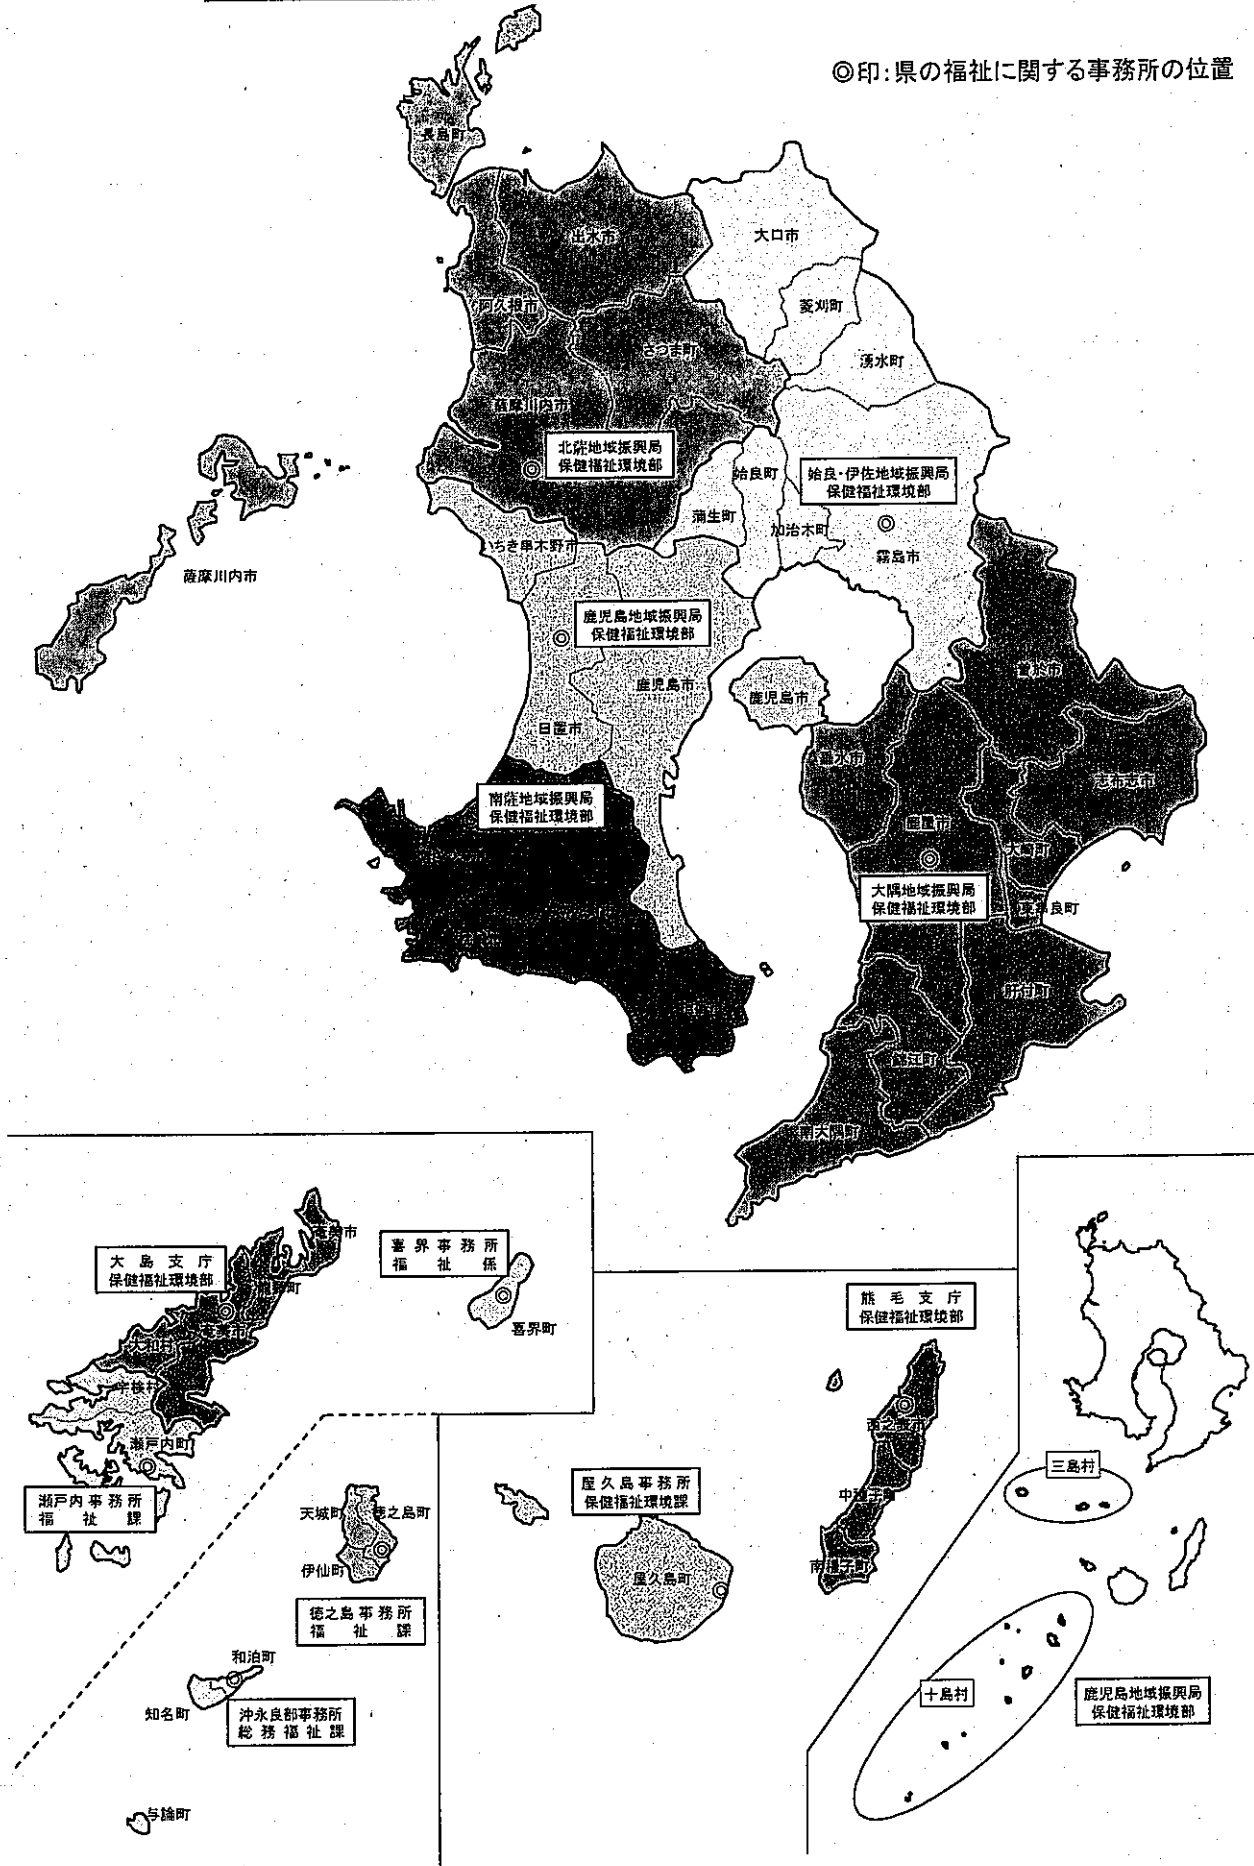 ◎印:県の福祉に関する事務所の位置
長島町
出水市
大口市
阿久根市
菱刈町
さつま町
湧水町
薩摩川内市
北薩地域振興局
保健福祉環境部
姶良町
姶良・伊佐地域振興局
保健福祉環境部
蒲生町
加治木町
いちき串木野市
霧島市
薩摩川内市
鹿児島地域振興局
保健福祉環境部
鹿児島市
鹿児島市
日置市
曽於市
垂水市
志布志市
南薩地域振興局
保健福祉環境部
鹿屋市
大崎町
大隅地域振興局
保健福祉環境部
東串良町
肝付町
錦江町
南大隅町
奄美市
大島支庁
保健福祉環境部
喜界事務所
福祉係
龍郷町
喜界町
奄美市
大和村
宇検村
瀬戸内町
瀬戸内事務所
福祉課
熊毛支庁
保健福祉環境部
西之表市
中種子町
南種子町
屋久島事務所
保健福祉環境課
屋久島町
天城町
徳之島町
伊仙町
徳之島事務所
福祉課
和泊町
知名町
沖永良部事務所
総務福祉課
与論町
三島村
十島村
鹿児島地域振興局
保健福祉環境部